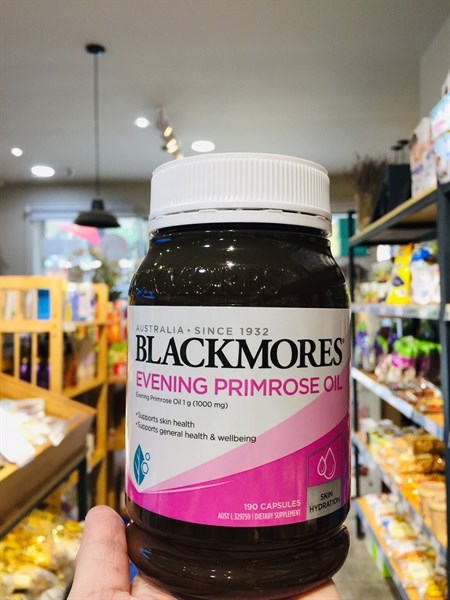 AUSTRALIA • SINCE 1932
BLACKMORES®
EVENING PRIMROSE OIL
Evening Primrose Oil 1 g (1000 mg)
•Supports skin health
•Supports general health & wellbeing
190 CAPSULES
AUST L 329759 | DIETARY SUPPLEMENT
SKIN
HYDRATION